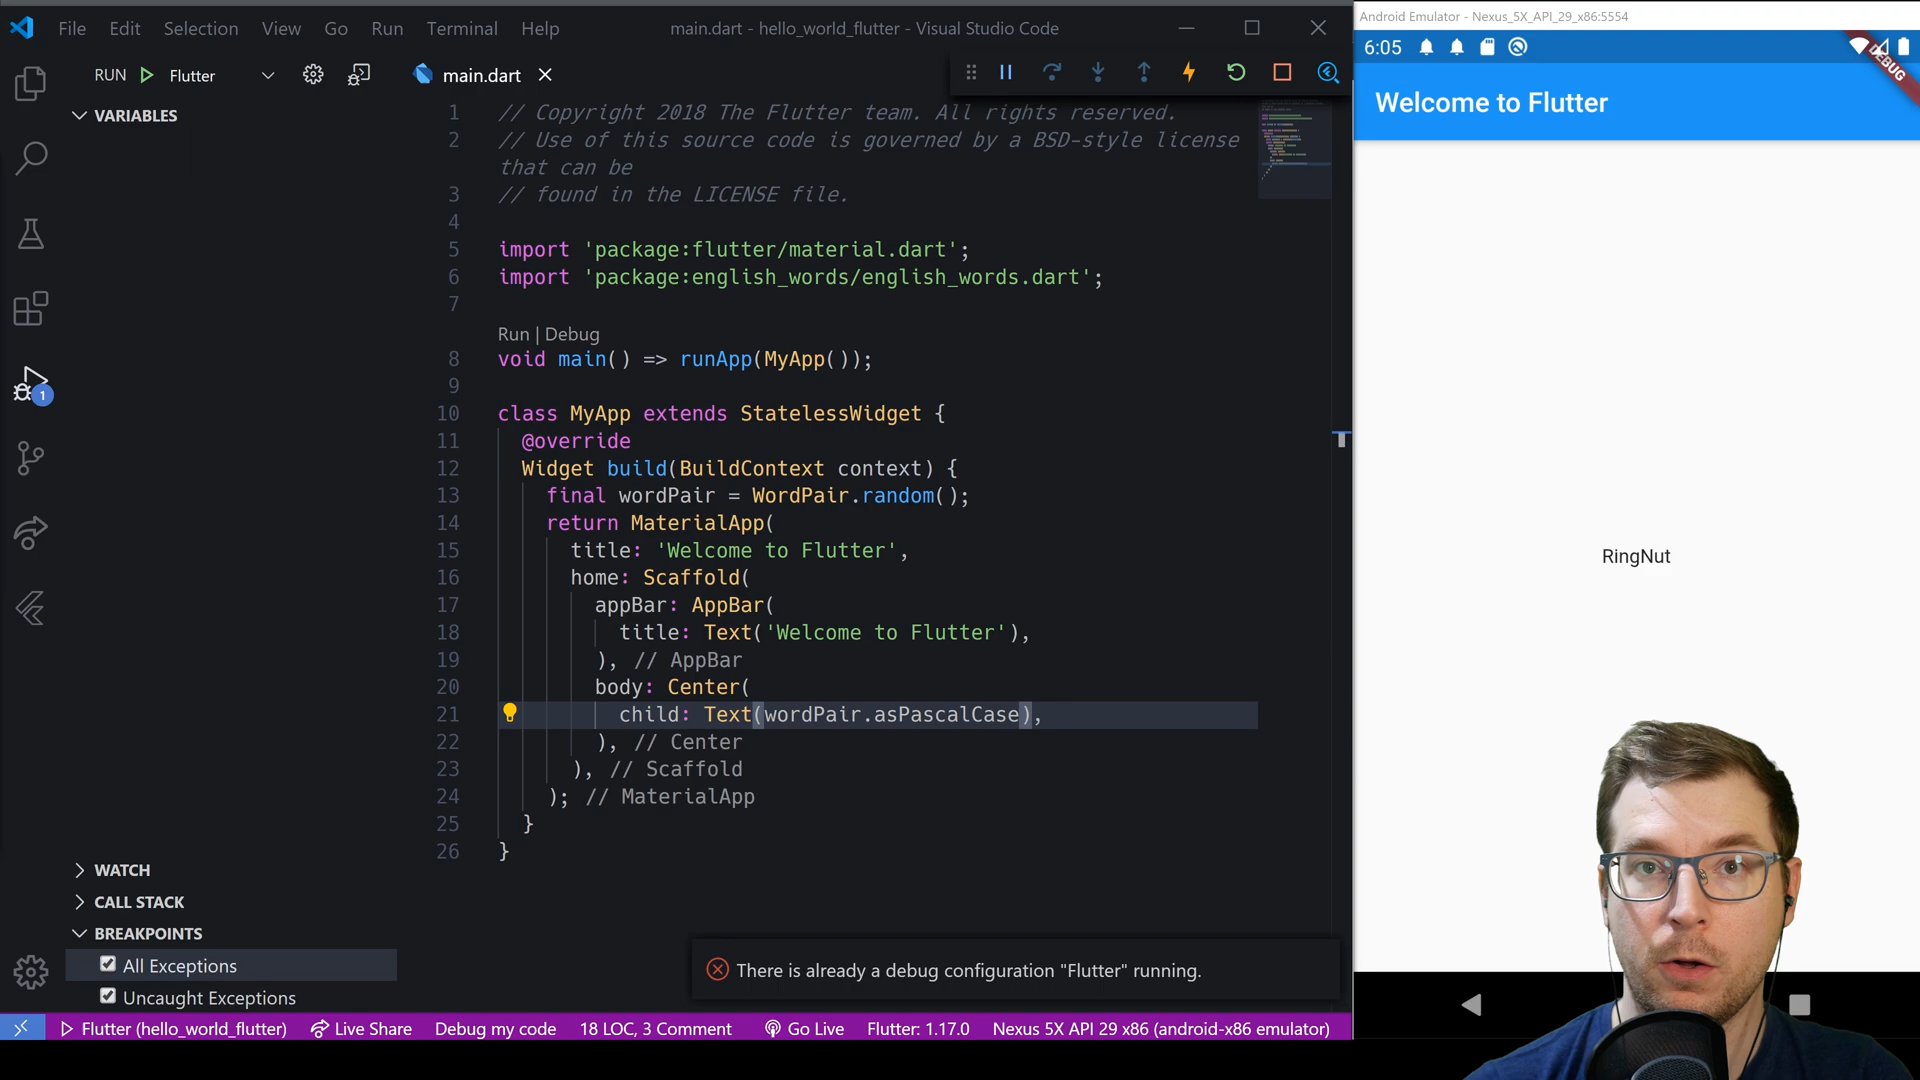 File Edit Selection View Go Run Terminal Help
main.dart - hello_world_flutter - Visual Studio Code
RUN Flutter
main.dart
VARIABLES
1 // Copyright 2018 The Flutter team. All rights reserved.
2 // Use of this source code is governed by a BSD-style license
that can be
3 // found in the LICENSE file.
4
5 import 'package:flutter/material.dart';
6 import 'package:english_words/english_words.dart';
7
Run | Debug
8 void main() => runApp(MyApp());
9
10 class MyApp extends StatelessWidget {
11 @override
12 Widget build(BuildContext context) {
13 final wordPair = WordPair.random();
14 return MaterialApp(
15 title: 'Welcome to Flutter',
16 home: Scaffold(
17 appBar: AppBar(
18 title: Text('Welcome to Flutter'),
19 ), // AppBar
20 body: Center(
21 child: Text(wordPair.asPascalCase),
22 ), // Center
23 ), // Scaffold
24 ); // MaterialApp
25 }
26 }
1
WATCH
CALL STACK
BREAKPOINTS
All Exceptions
Uncaught Exceptions
There is already a debug configuration "Flutter" running.
Flutter (hello_world_flutter) Live Share Debug my code 18 LOC, 3 Comment Go Live Flutter: 1.17.0 Nexus 5X API 29 x86 (android-x86 emulator)
Android Emulator - Nexus_5X_API_29_x86:5554
6:05
DEBUG
Welcome to Flutter
RingNut